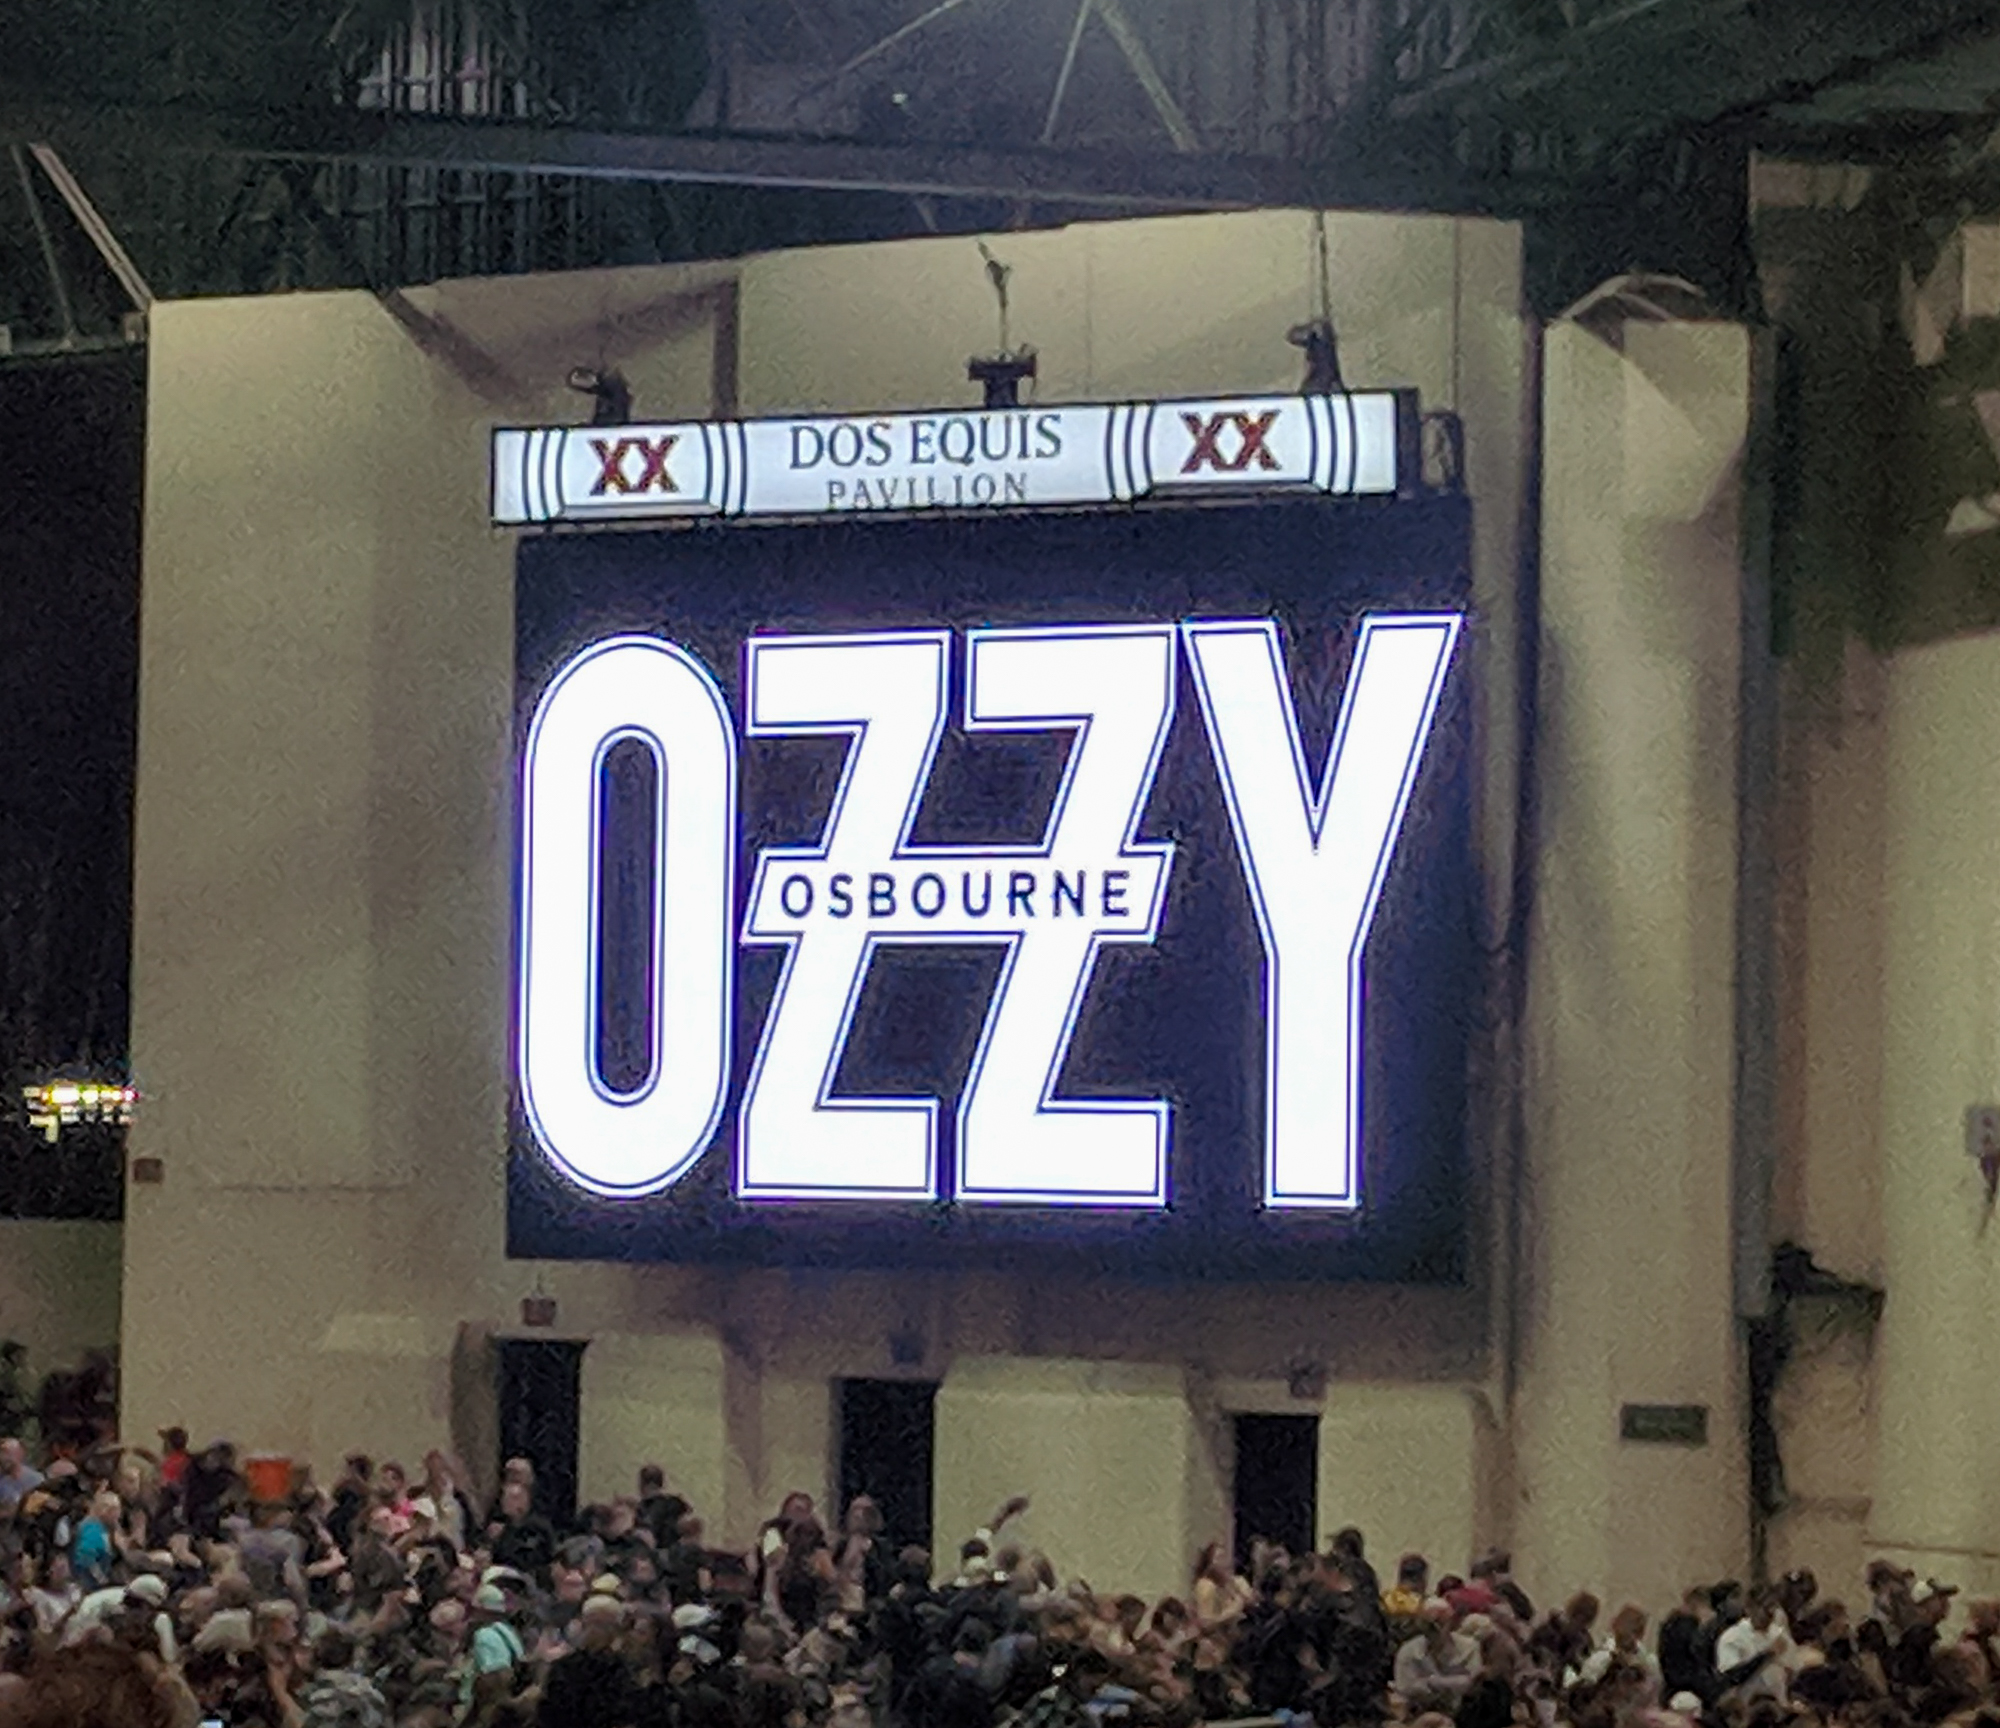 XX DOS EQUIS XX
PAVILION
OZZY
OSBOURNE